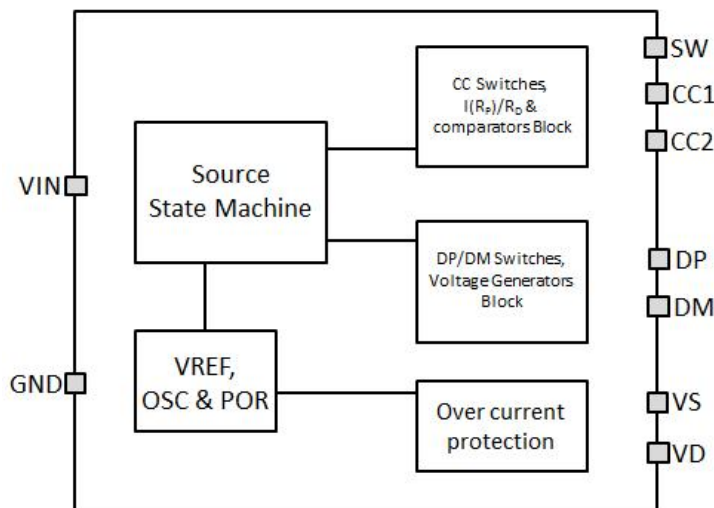 SW
CC1
CC2
CC Switches,
I(RP)/RD &
comparators Block
Source
State Machine
VIN
DP/DM Switches,
Voltage Generators
Block
DP
DM
VREF,
OSC & POR
GND
Over current
protection
VS
VD